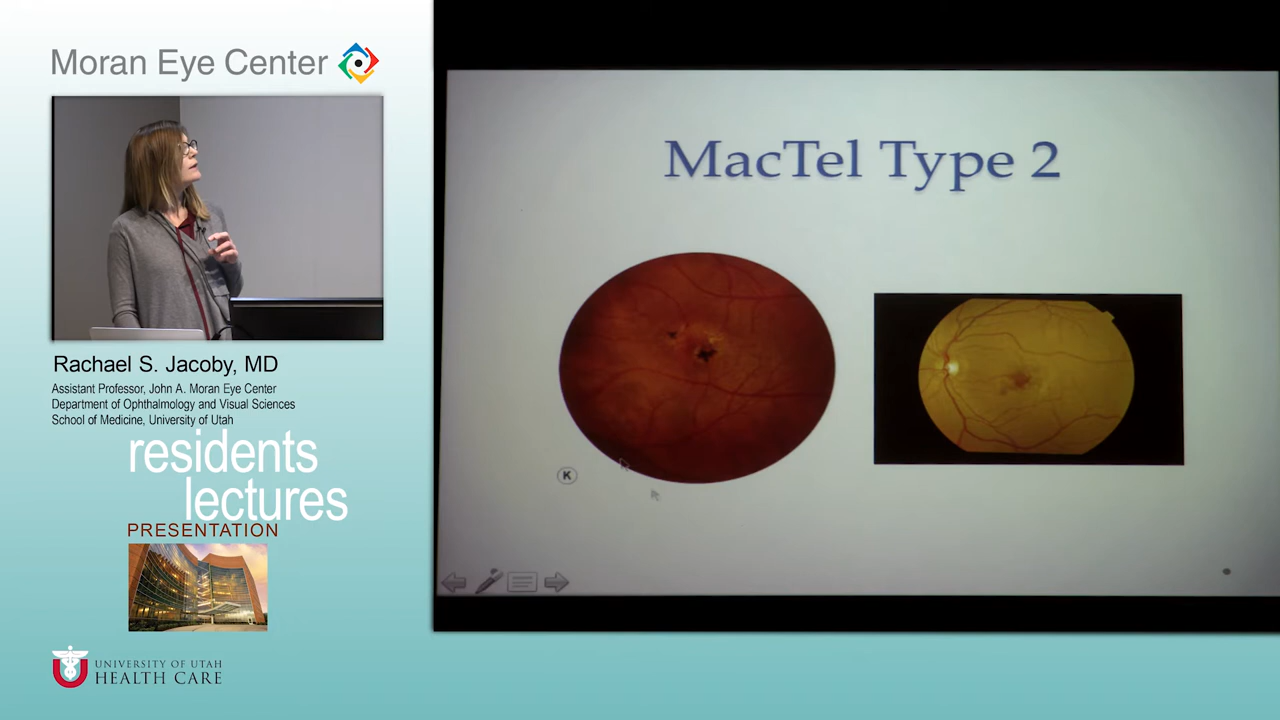 Moran Eye Center
Rachael S. Jacoby, MD
Assistant Professor, John A. Moran Eye Center
Department of Ophthalmology and Visual Sciences
School of Medicine, University of Utah
residents
lectures
PRESENTATION
UNIVERSITY OF UTAH
HEALTH CARE
MacTel Type 2
K